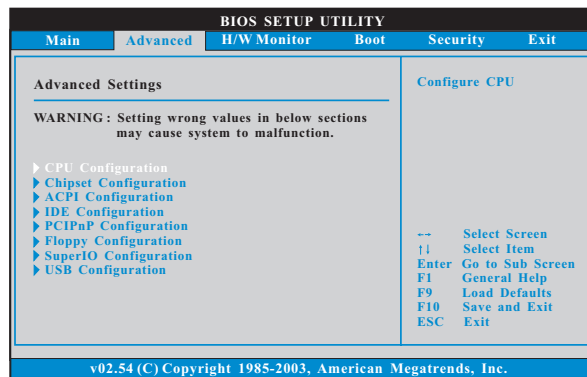 BIOS SETUP UTILITY
Main Advanced H/W Monitor Boot Security Exit
Advanced Settings
WARNING : Setting wrong values in below sections
may cause system to malfunction.
CPU Configuration
Chipset Configuration
ACPI Configuration
IDE Configuration
PCIPnP Configuration
Floppy Configuration
SuperIO Configuration
USB Configuration
Configure CPU
←→ Select Screen
↑↓ Select Item
Enter Go to Sub Screen
F1 General Help
F9 Load Defaults
F10 Save and Exit
ESC Exit
v02.54 (C) Copyright 1985-2003, American Megatrends, Inc.